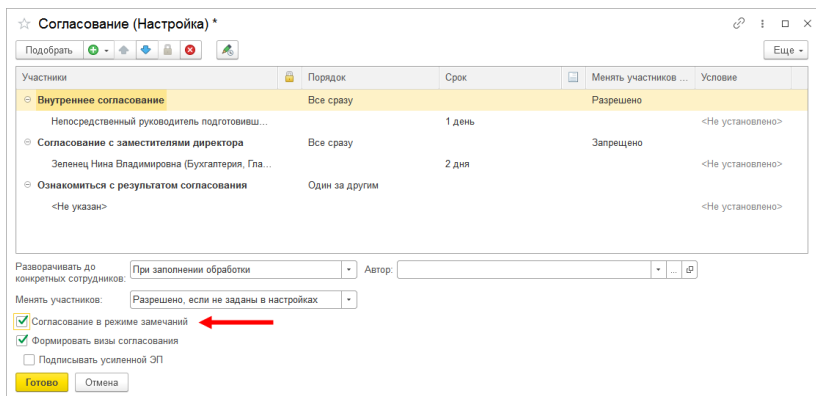 Согласование (Настройка) *
Подобрать Еще
Участники Порядок Срок Менять участников ... Условие
Внутреннее согласование Все сразу Разрешено
Непосредственный руководитель подготовивш... 1 день <Не установлено>
Согласование с заместителями директора Все сразу Запрещено
Зеленец Нина Владимировна (Бухгалтерия, Гла... 2 дня <Не установлено>
Ознакомиться с результатом согласования Один за другим
<Не указан> <Не установлено>
Разворачивать до
конкретных сотрудников: При заполнении обработки Автор:
Менять участников: Разрешено, если не заданы в настройках
Согласование в режиме замечаний
Формировать визы согласования
Подписывать усиленной ЭП
Готово Отмена